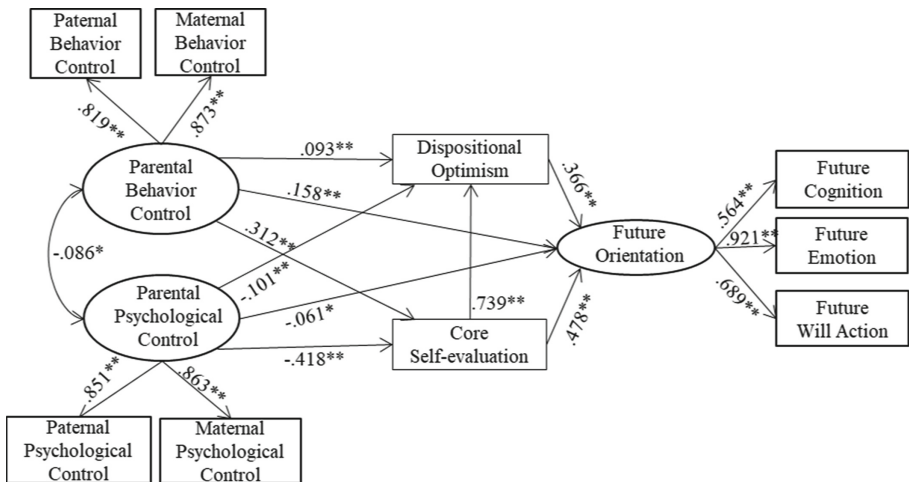 Paternal
Behavior
Control
Maternal
Behavior
Control
.819**
.873**
Parental
Behavior
Control
.093**
Dispositional
Optimism
.158**
.366**
.312**
Future
Cognition
.564**
-.086*
Future
Orientation
.921**
Future
Emotion
-.101**
.689**
Parental
Psychological
Control
-.061*
.739**
.478**
Future
Will Action
Core
Self-evaluation
-.418**
.851**
.863**
Paternal
Psychological
Control
Maternal
Psychological
Control